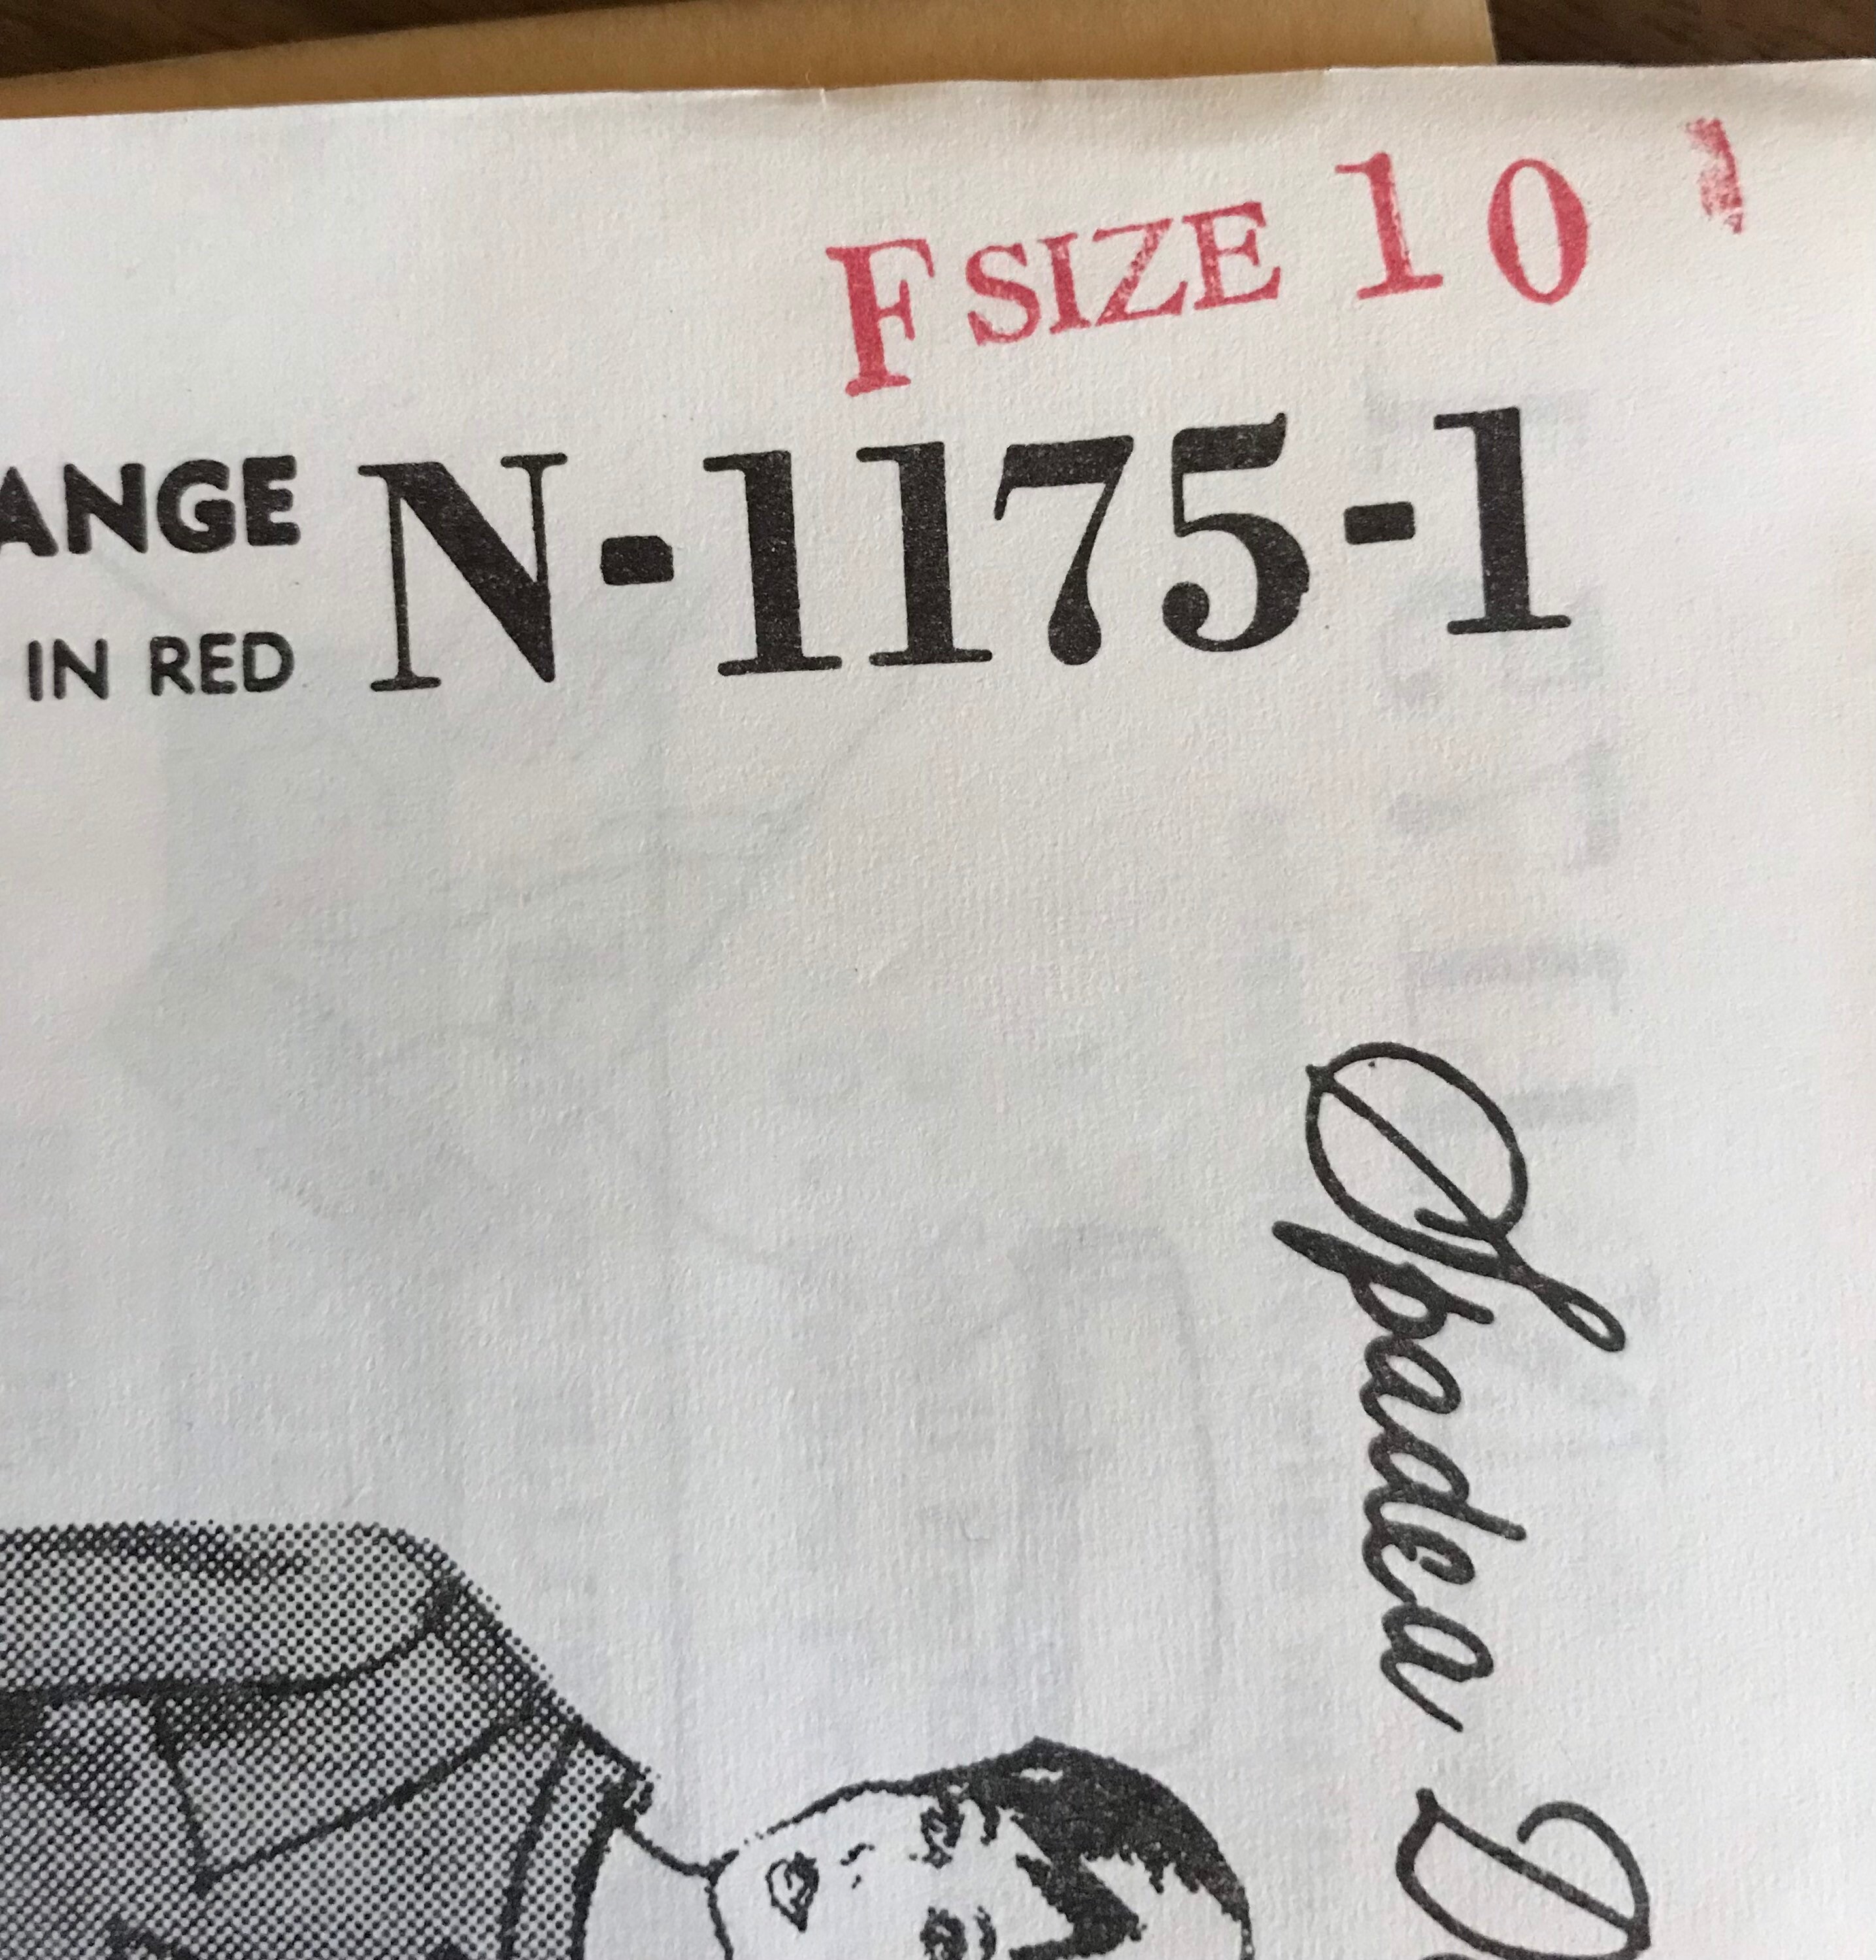 F SIZE 10
ANGE N-1175-1
IN RED
Spadea D